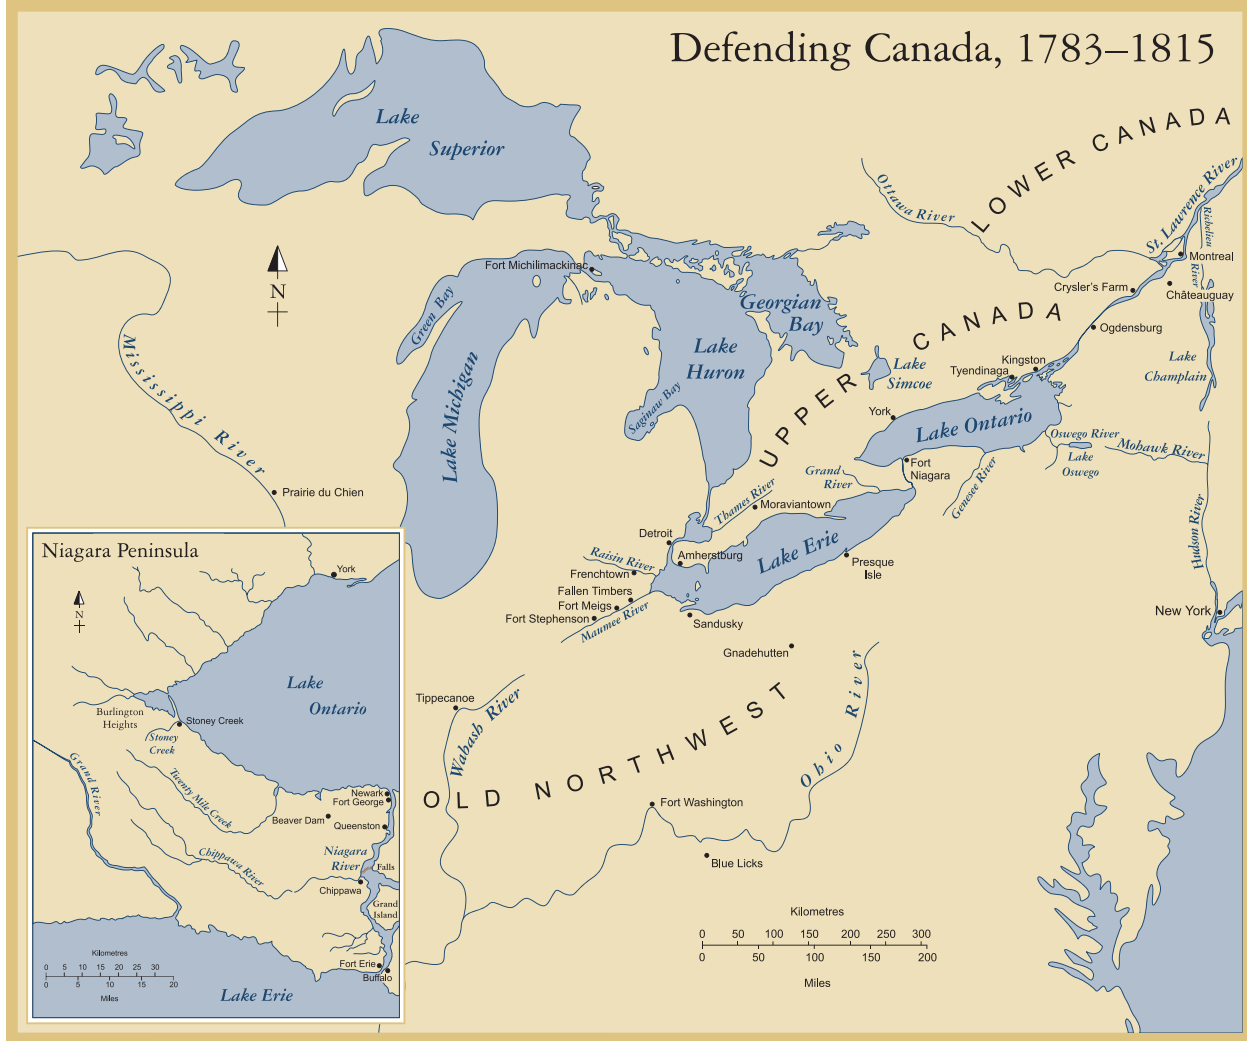 Defending Canada, 1783–1815
LOWER CANADA
UPPER CANADA
OLD NORTHWEST
Lake
Superior
Ottawa River
St. Lawrence River
Richelieu
River
Montreal
Crysler's Farm
Châteauguay
Ogdensburg
Fort Michilimackinac
Green Bay
Georgian
Bay
Lake
Huron
Lake Michigan
Saginaw Bay
Lake
Simcoe
Kingston
Tyendinaga
Lake
Champlain
York
Lake Ontario
Oswego River
Lake
Oswego
Mohawk River
Fort
Niagara
Genesee River
Grand
River
Hudson River
N
Mississippi River
Prairie du Chien
Thames River
Moraviantown
Detroit
Amherstburg
Lake Erie
Presque
Isle
Raisin River
Frenchtown
Fallen Timbers
Fort Meigs
Fort Stephenson
Maumee River
Sandusky
New York
Gnadehutten
Tippecanoe
Wabash River
Ohio River
Fort Washington
Blue Licks
Kilometres
0 50 100 150 200 250 300
0 50 100 150 200
Miles
Niagara Peninsula
N
York
Lake
Ontario
Burlington
Heights
Stoney Creek
Stoney
Creek
Grand River
Twenty Mile Creek
Newark
Fort George
Beaver Dam
Queenston
Chippawa River
Niagara
River
Falls
Chippawa
Grand
Island
Fort Erie
Buffalo
Lake Erie
Kilometres
0 5 10 15 20 25 30
0 5 10 15 20
Miles